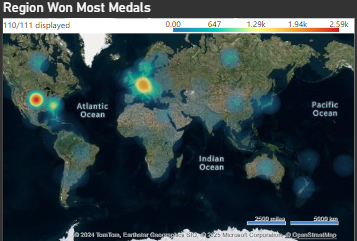 Region Won Most Medals
110/111 displayed
0.00 647 1.29k 1.94k 2.59k
Atlantic
Ocean
Pacific
Ocean
Indian
Ocean
2500 miles 5000 km
© 2024 TomTom, Earthstar Geographics SIO, © 2025 Microsoft Corporation, © OpenStreetMap